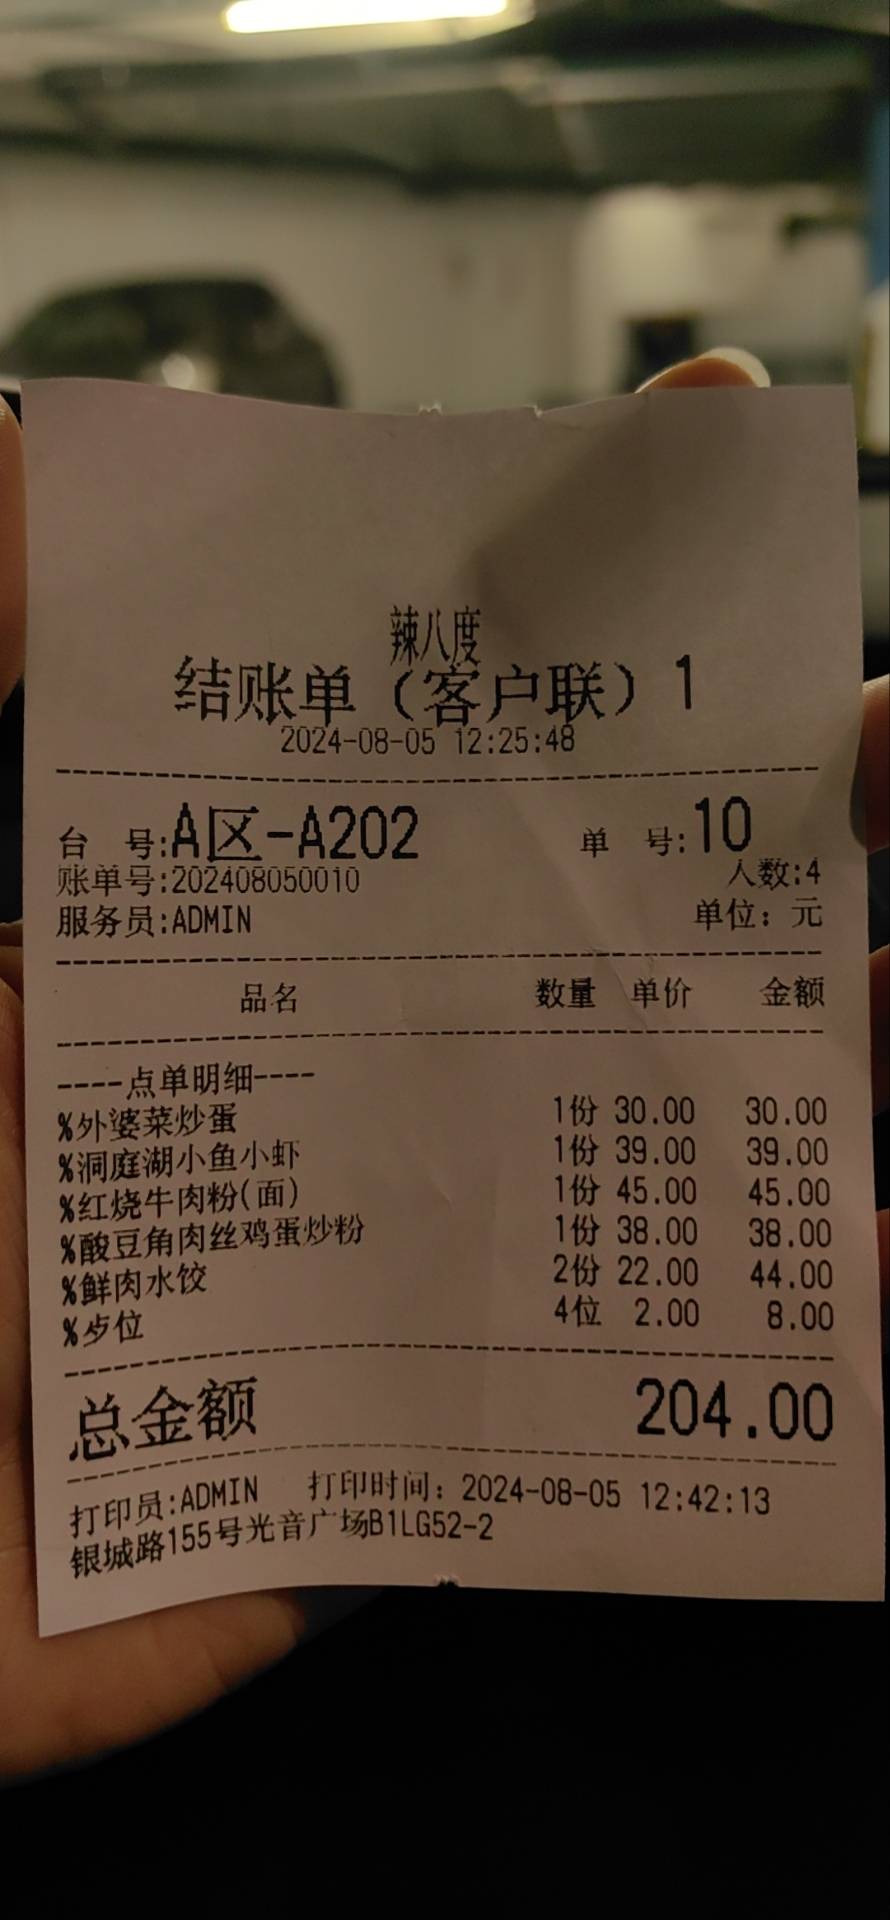 辣八度
结账单（客户联）1
2024-08-05 12:25:48
台 号:A区-A202 单 号:10
账单号:202408050010 人数:4
服务员:ADMIN 单位：元
品名 数量 单价 金额
----点单明细----
%外婆菜炒蛋 1份 30.00 30.00
%洞庭湖小鱼小虾 1份 39.00 39.00
%红烧牛肉粉(面) 1份 45.00 45.00
%酸豆角肉丝鸡蛋炒粉 1份 38.00 38.00
%鲜肉水饺 2份 22.00 44.00
%歺位 4位 2.00 8.00
总金额 204.00
打印员:ADMIN 打印时间：2024-08-05 12:42:13
银城路155号光音广场B1LG52-2